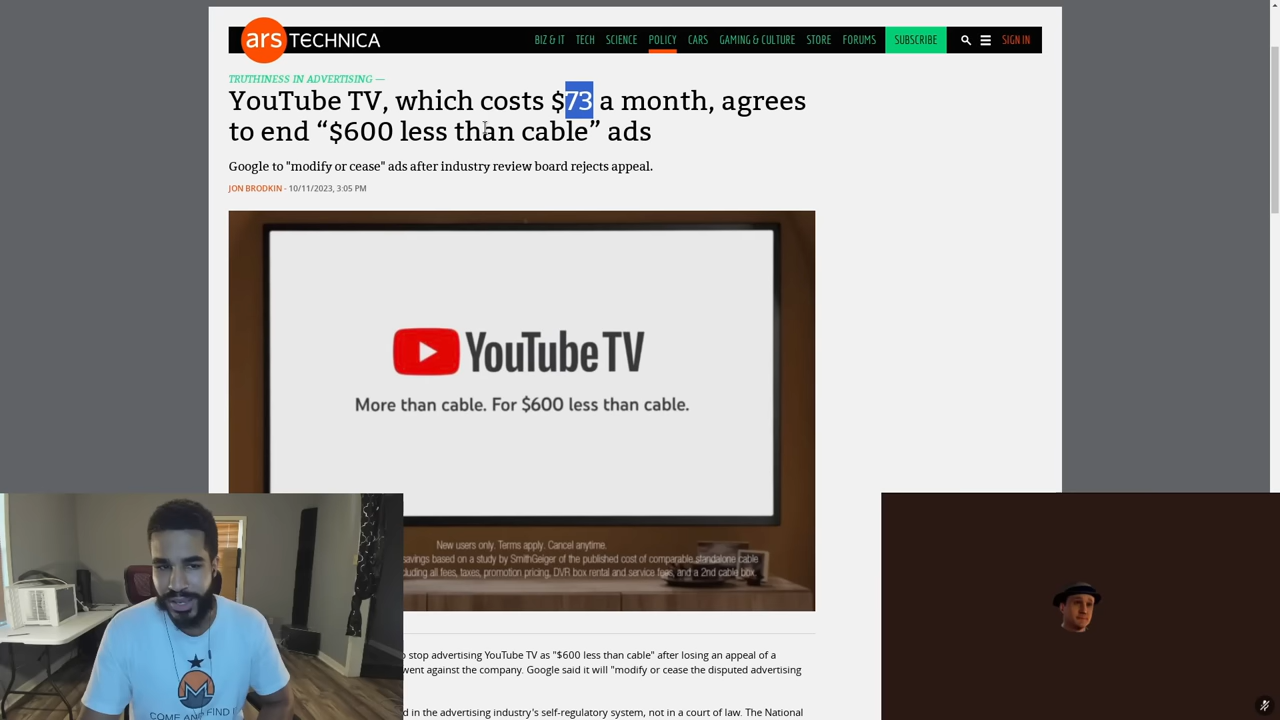 ars TECHNICA
BIZ & IT TECH SCIENCE POLICY CARS GAMING & CULTURE STORE FORUMS SUBSCRIBE SIGN IN
TRUTHINESS IN ADVERTISING —
YouTube TV, which costs $73 a month, agrees
to end “$600 less than cable” ads
Google to "modify or cease" ads after industry review board rejects appeal.
JON BRODKIN - 10/11/2023, 3:05 PM
YouTube TV
More than cable. For $600 less than cable.
New users only. Terms apply. Cancel anytime.
savings based on a study by SmithGeiger of the published cost of comparable standalone cable
all fees, taxes, promotion pricing, DVR box rental and service fees, and a 2nd cable box.
stop advertising YouTube TV as "$600 less than cable" after losing an appeal of a
went against the company. Google said it will "modify or cease the disputed advertising
in the advertising industry's self-regulatory system, not in a court of law. The National
COME AND FIND